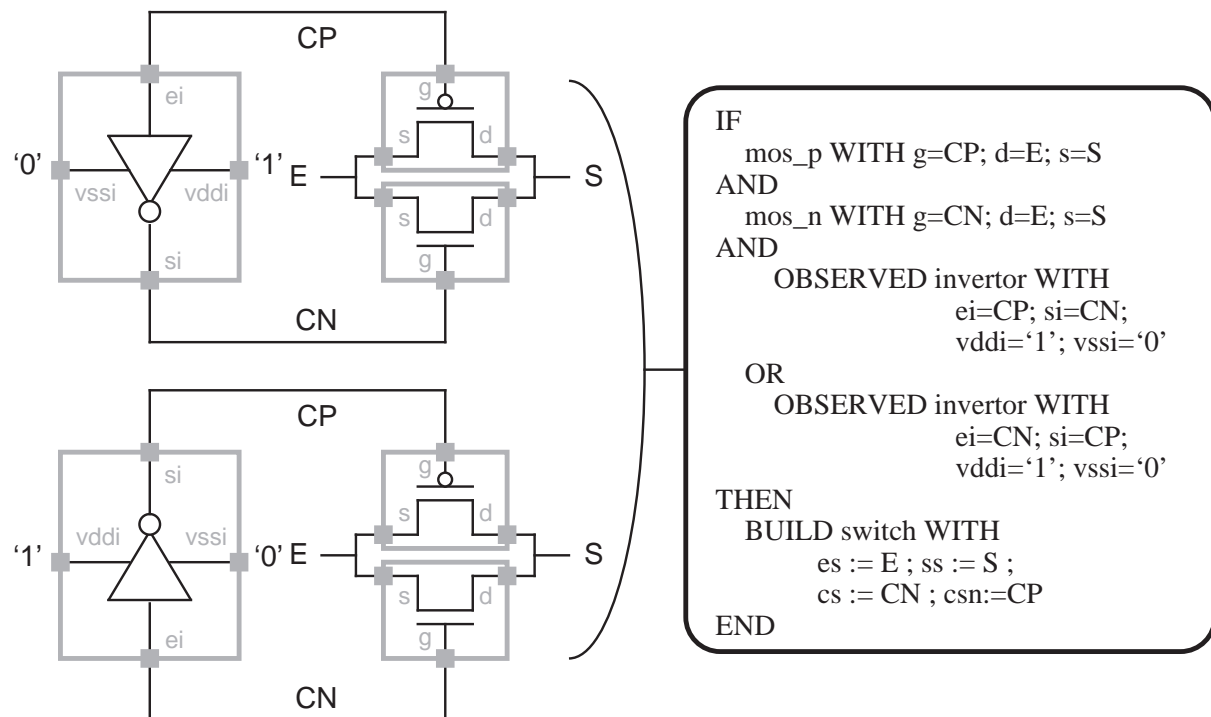 CP
ei
g
s
d
‘0’
vssi
vddi
‘1’
E
S
s
d
si
g
CN
CP
si
g
s
d
vddi
vssi
‘1’
‘0’
E
S
s
d
ei
g
CN
IF
mos_p WITH g=CP; d=E; s=S
AND
mos_n WITH g=CN; d=E; s=S
AND
OBSERVED invertor WITH
ei=CP; si=CN;
vddi=‘1’; vssi=‘0’
OR
OBSERVED invertor WITH
ei=CN; si=CP;
vddi=‘1’; vssi=‘0’
THEN
BUILD switch WITH
es := E ; ss := S ;
cs := CN ; csn:=CP
END